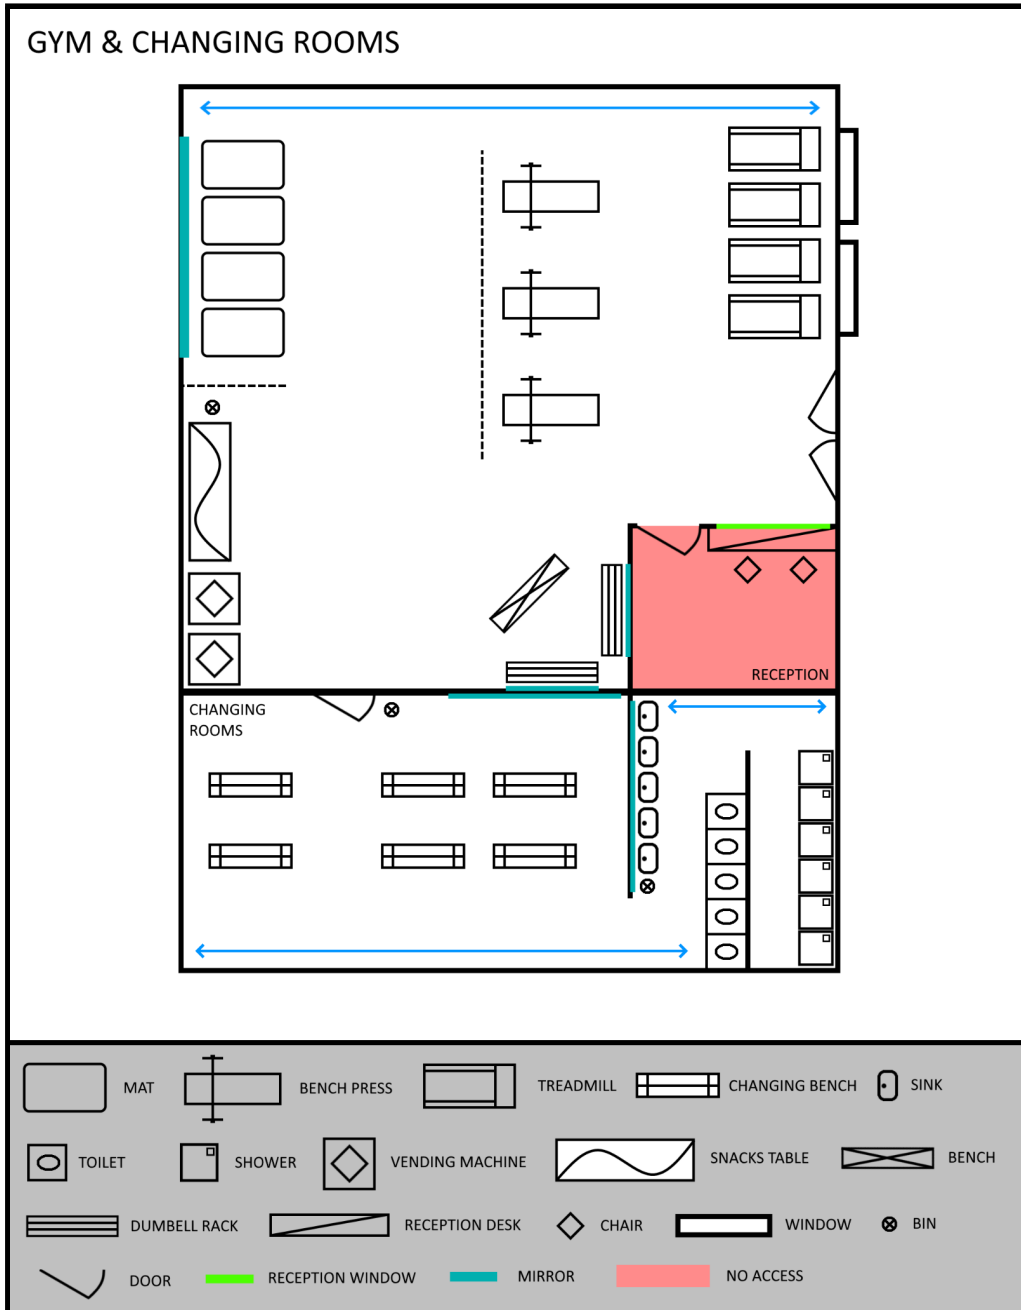 GYM & CHANGING ROOMS
RECEPTION
CHANGING
ROOMS
MAT
BENCH PRESS
TREADMILL
CHANGING BENCH
SINK
TOILET
SHOWER
VENDING MACHINE
SNACKS TABLE
BENCH
DUMBELL RACK
RECEPTION DESK
CHAIR
WINDOW
BIN
DOOR
RECEPTION WINDOW
MIRROR
NO ACCESS